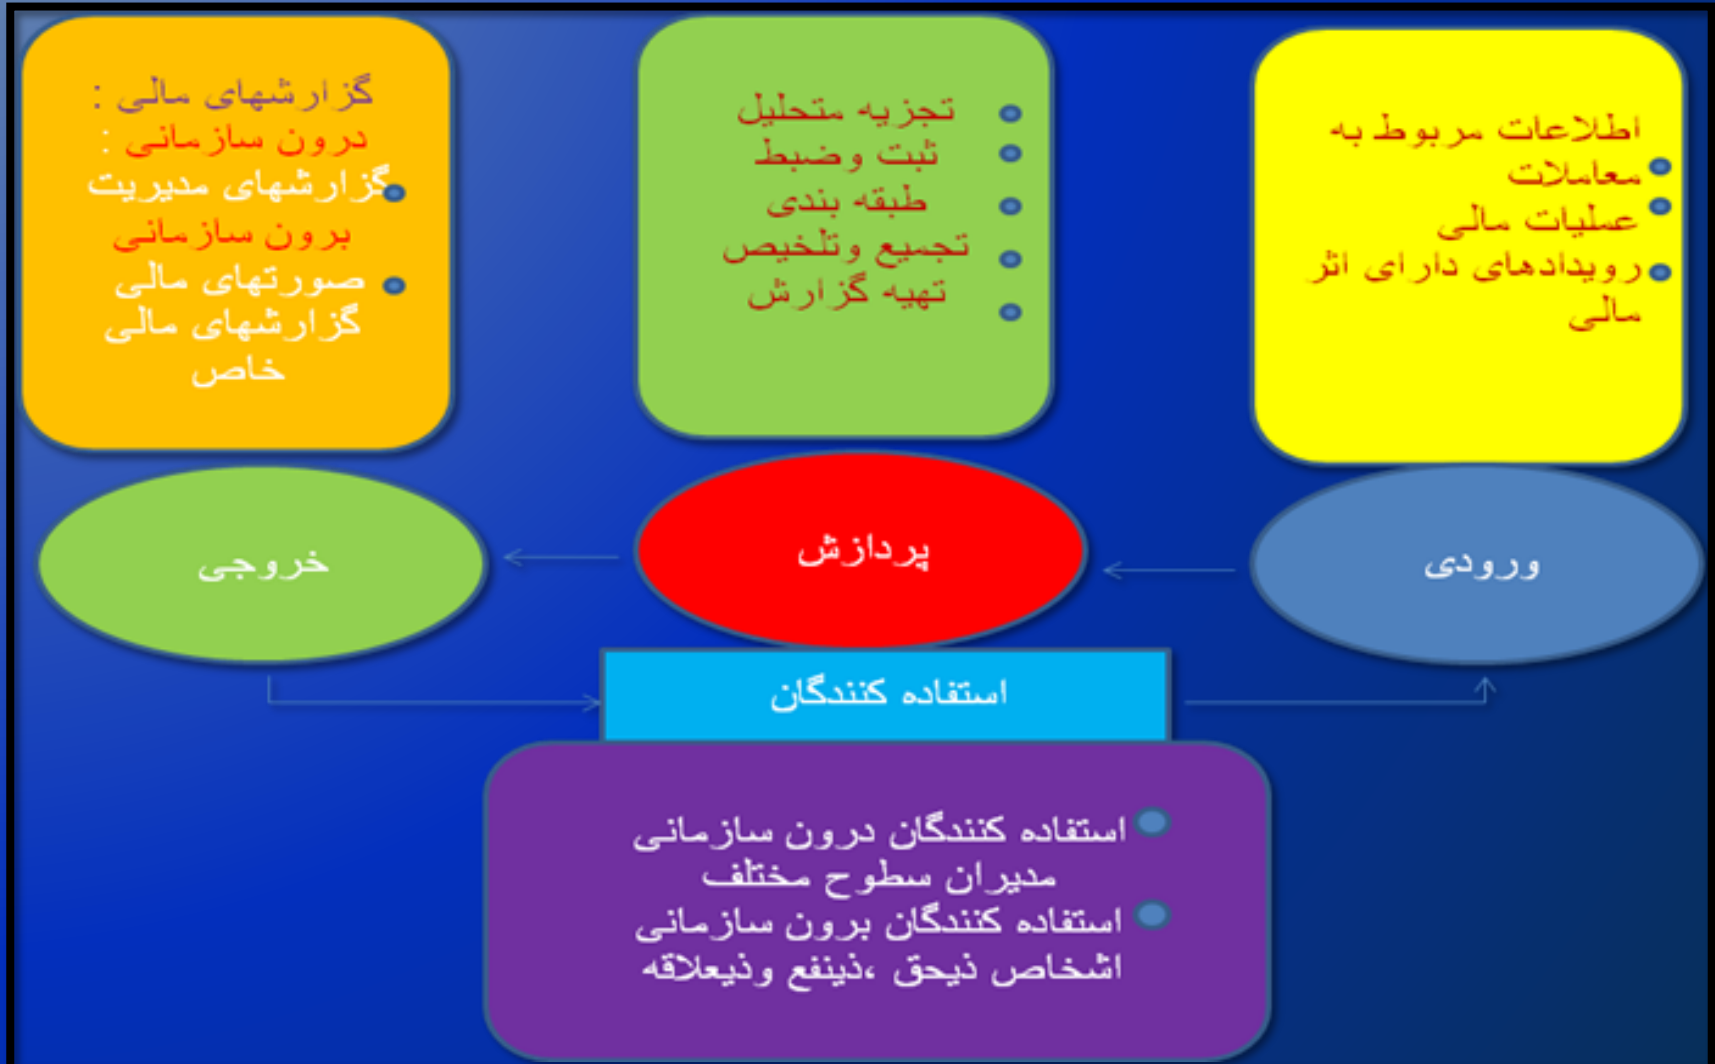 اطلاعات مربوط به
معاملات
عملیات مالی
رویدادهای دارای اثر
مالی
تجزیه متحلیل
ثبت وضبط
طبقه بندی
تجمیع وتلخیص
تهیه گزارش
گزارشهای مالی :
درون سازمانی :
گزارشهای مدیریت
برون سازمانی
صورتهای مالی
گزارشهای مالی
خاص
ورودی
پردازش
خروجی
استفاده کنندگان
استفاده کنندگان درون سازمانی
مدیران سطوح مختلف
استفاده کنندگان برون سازمانی
اشخاص ذیحق ،ذینفع وذیعلاقه